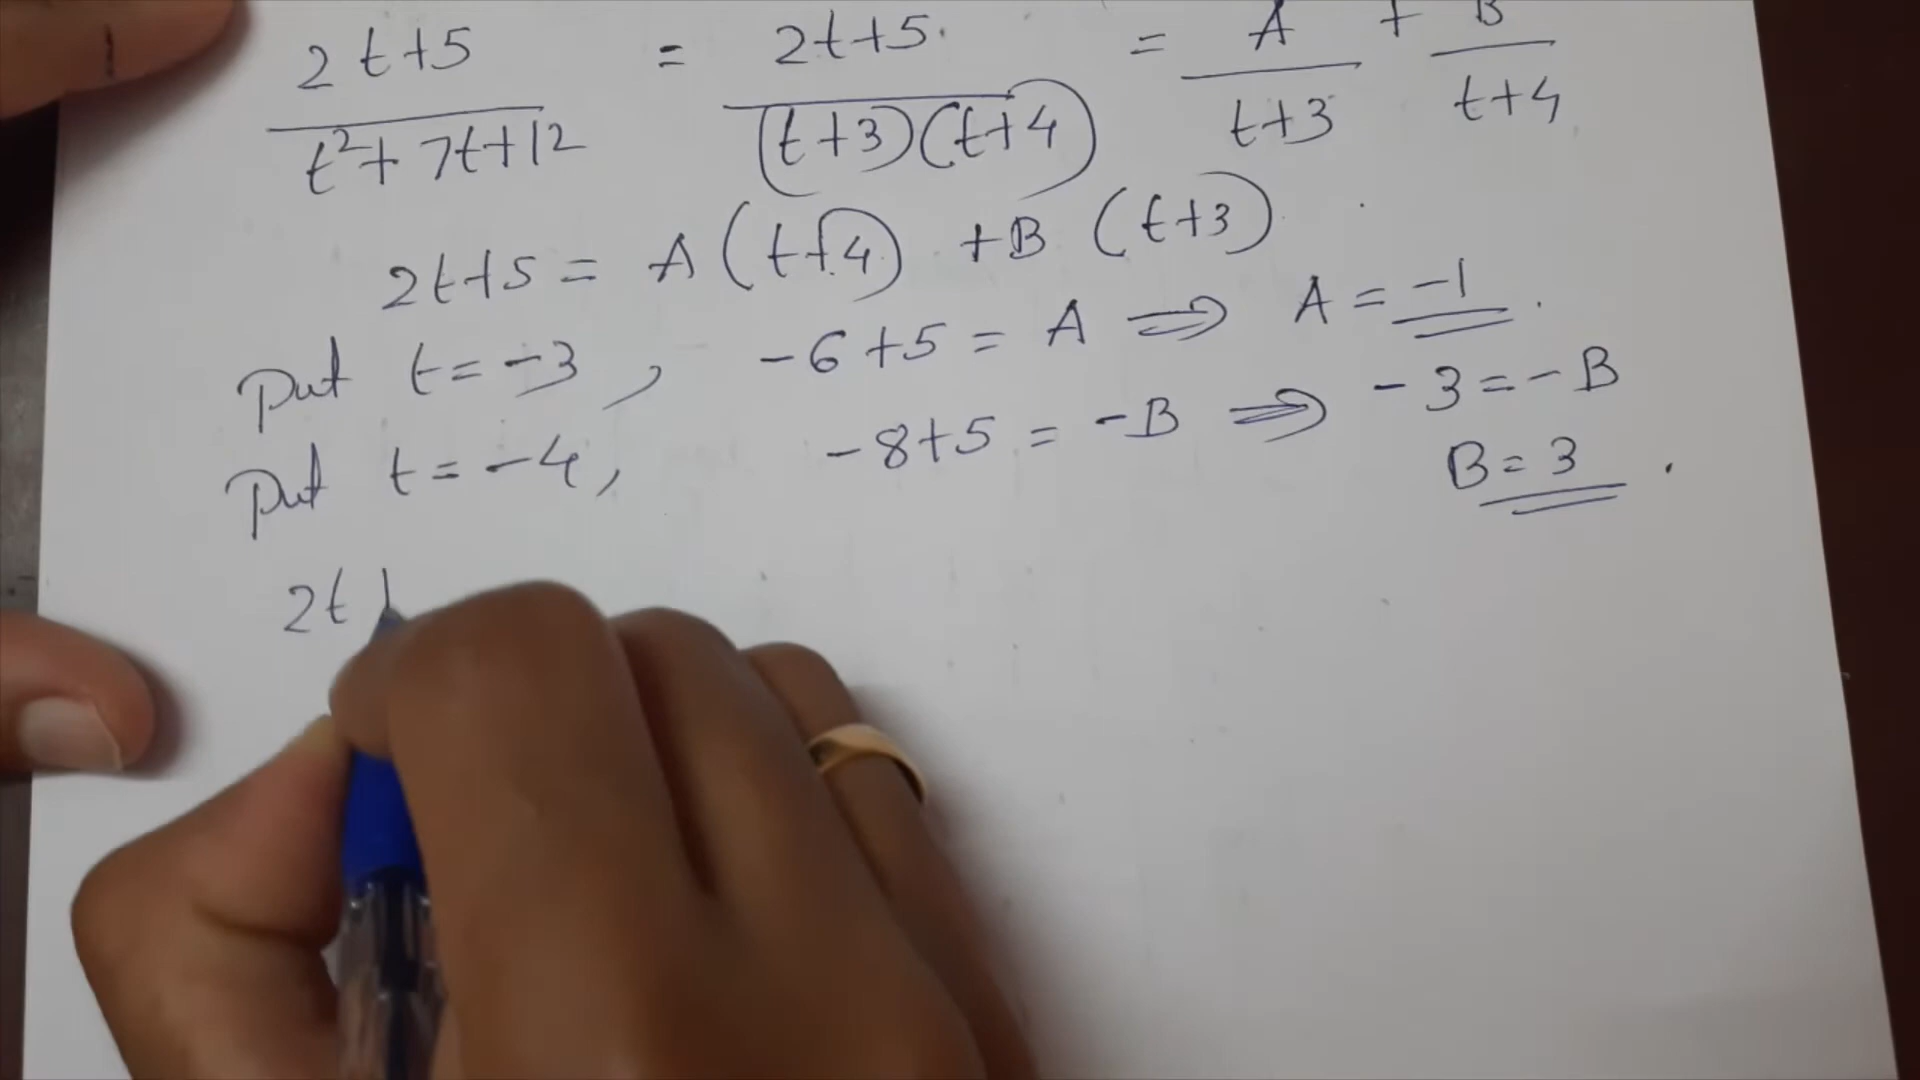 2t+5 / t²+7t+12 = 2t+5 / (t+3)(t+4) = A / t+3 + B / t+4
2t+5 = A(t+4) +B (t+3)
Put t=-3, -6+5 = A ⇒ A = -1
Put t=-4, -8+5 = -B ⇒ -3=-B
B=3
2t